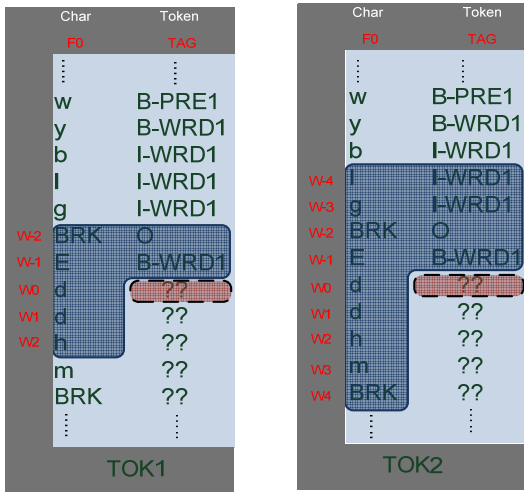 Char Token
F0 TAG
w B-PRE1
y B-WRD1
b I-WRD1
l I-WRD1
g I-WRD1
W-2 BRK O
W-1 E B-WRD1
W0 d ??
W1 d ??
W2 h ??
m ??
BRK ??
TOK1
Char Token
F0 TAG
w B-PRE1
y B-WRD1
b I-WRD1
W-4 l I-WRD1
W-3 g I-WRD1
W-2 BRK O
W-1 E B-WRD1
W0 d ??
W1 d ??
W2 h ??
W3 m ??
W4 BRK ??
TOK2